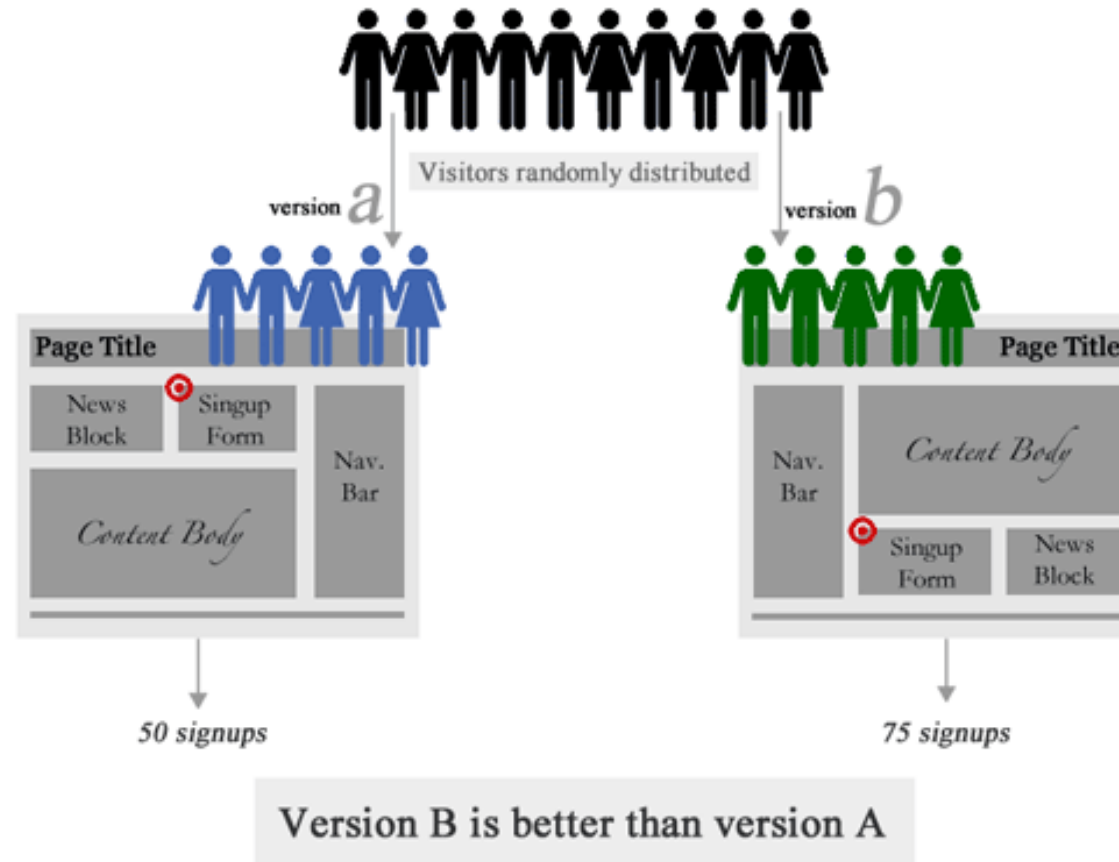 Visitors randomly distributed
version a
version b
Page Title
News
Block
Singup
Form
Nav.
Bar
Content Body
50 signups
Page Title
Nav.
Bar
Content Body
Singup
Form
News
Block
75 signups
Version B is better than version A